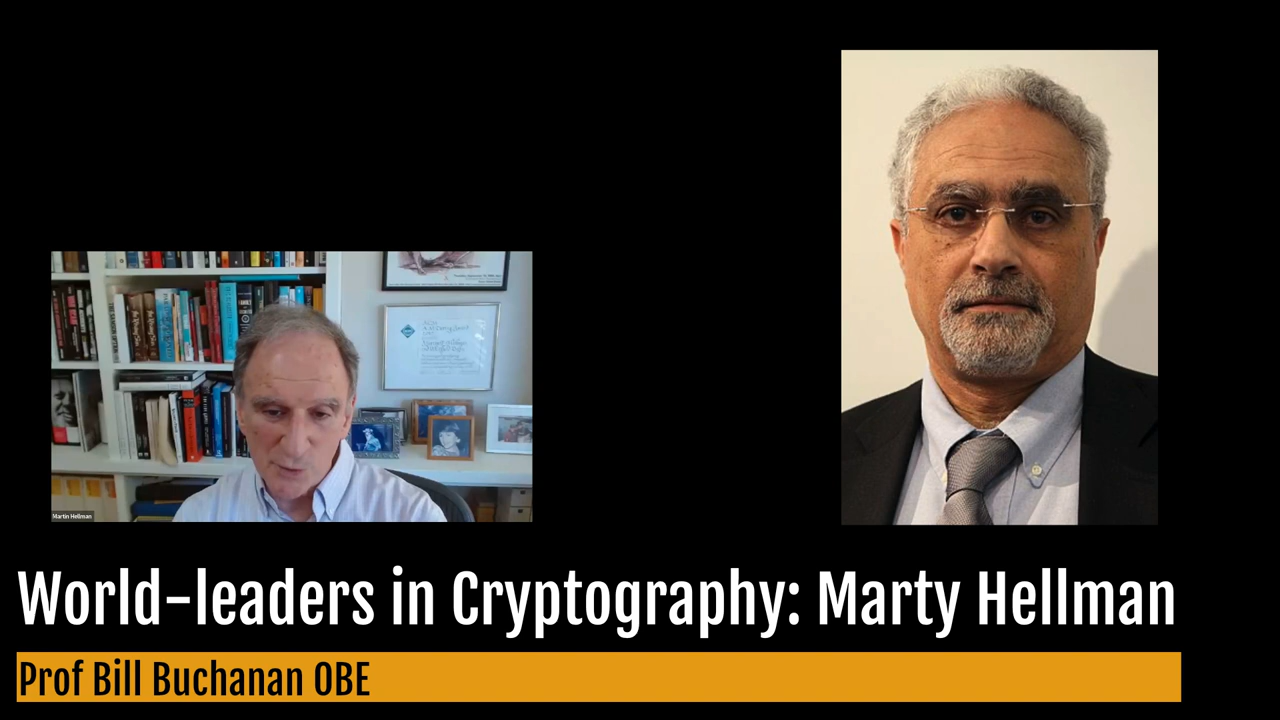 Martin Hellman
World-leaders in Cryptography: Marty Hellman
Prof Bill Buchanan OBE